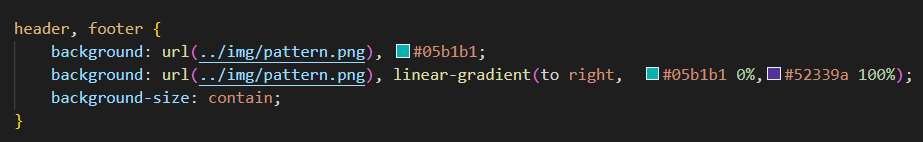 header, footer {
    background: url(../img/pattern.png), #05b1b1;
    background: url(../img/pattern.png), linear-gradient(to right,  #05b1b1 0%,#52339a 100%);
    background-size: contain;
}